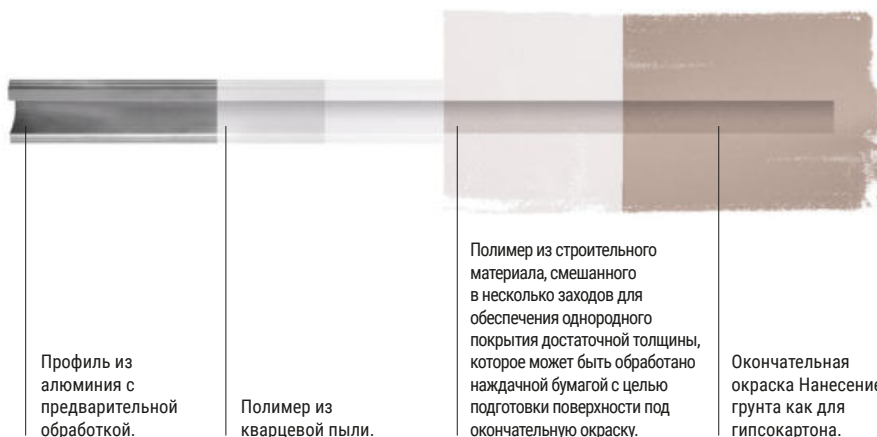 Профиль из
алюминия с
предварительной
обработкой.
Полимер из
кварцевой пыли.
Полимер из строительного
материала, смешанного
в несколько заходов для
обеспечения однородного
покрытия достаточной толщины,
которое может быть обработано
наждачной бумагой с целью
подготовки поверхности под
окончательную окраску.
Окончательная
окраска Нанесение
грунта как для
гипсокартона.